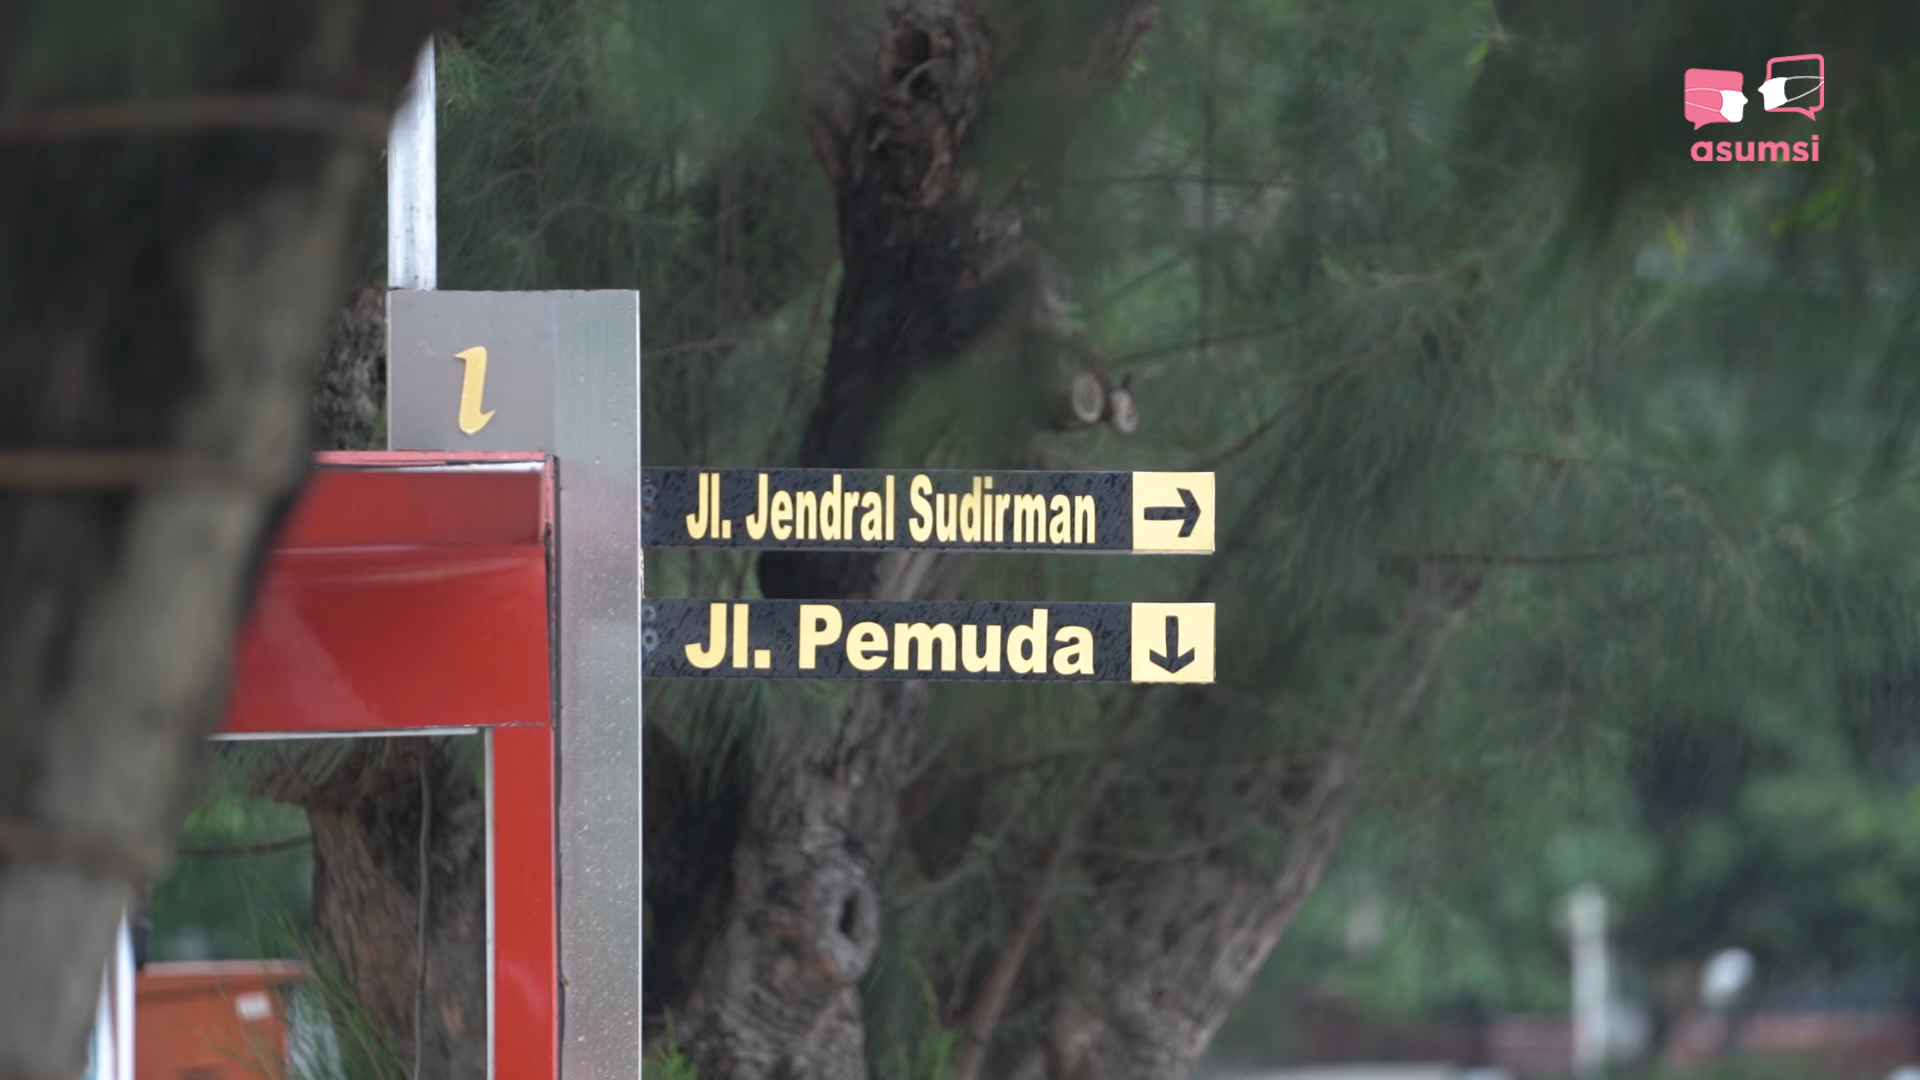 asumsi
i
Jl. Jendral Sudirman →
Jl. Pemuda ↓